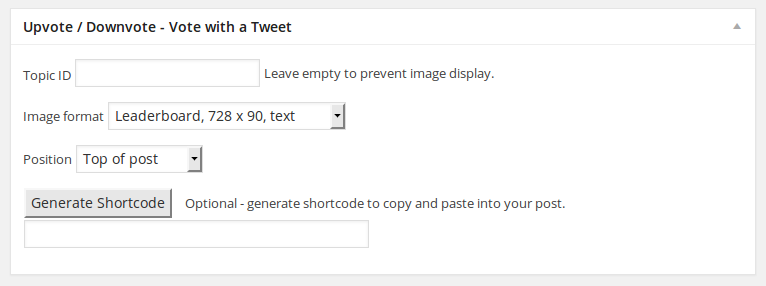 Upvote / Downvote - Vote with a Tweet
Topic ID Leave empty to prevent image display.
Image format Leaderboard, 728 x 90, text
Position Top of post
Generate Shortcode Optional - generate shortcode to copy and paste into your post.